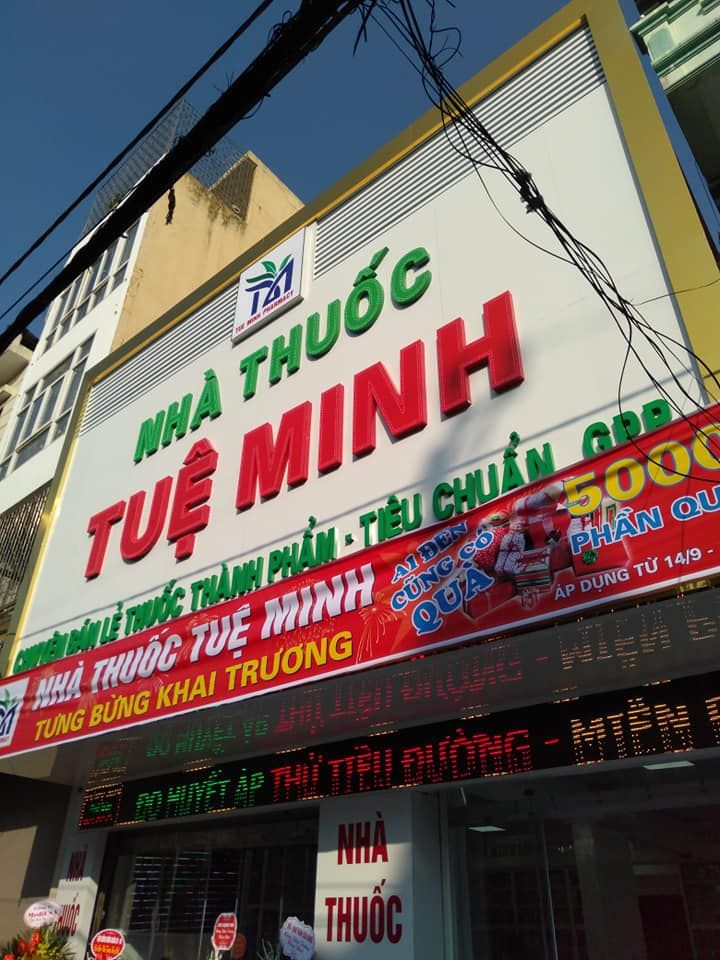 TUE MINH PHARMACY
NHÀ THUỐC
TUỆ MINH
CHUYÊN BÁN LẺ THUỐC THÀNH PHẨM - TIÊU CHUẨN GPP
NHÀ THUỐC TUỆ MINH
TƯNG BỪNG KHAI TRƯƠNG
AI ĐẾN
CŨNG CÓ
QUÀ
5000
PHẦN QU
ÁP DỤNG TỪ 14/9 -
ĐO HUYẾT ÁP THỬ TIỂU ĐƯỜNG - MIỄN
NHÀ
THUỐC
NHÀ
THUỐC